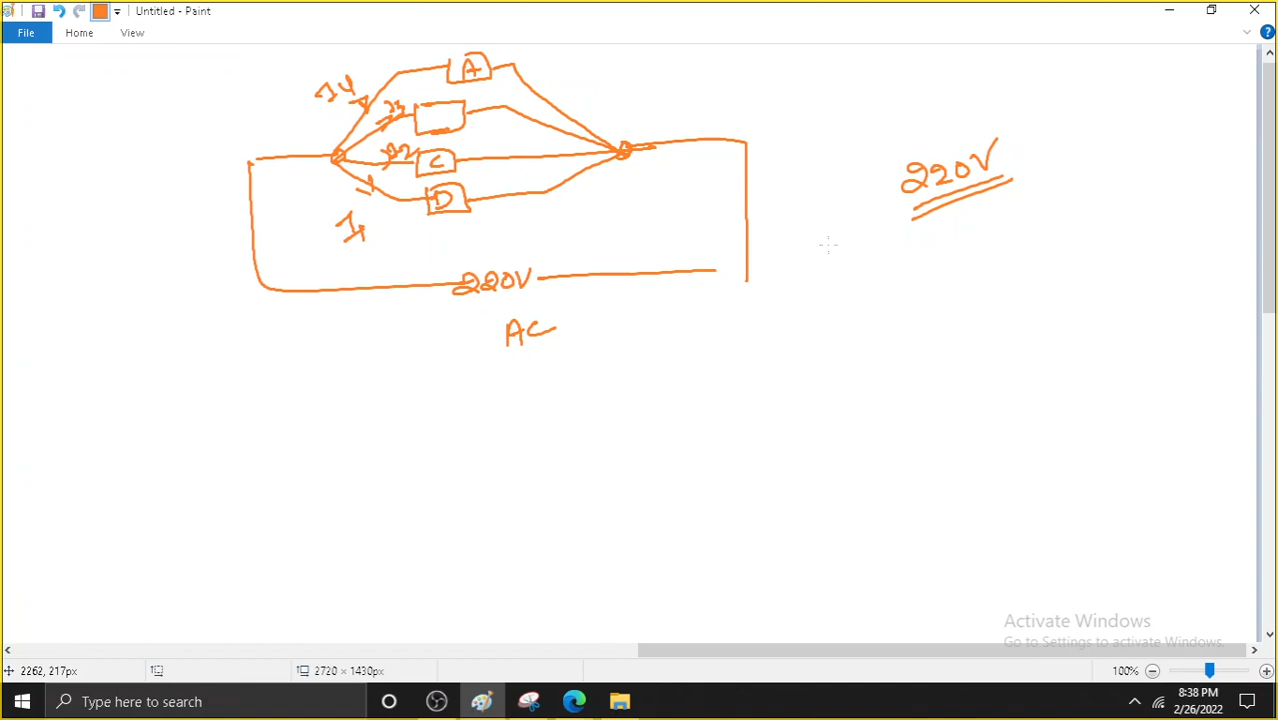 Untitled - Paint
File Home View
A
C
D
220V
220V
AC
Activate Windows
Go to Settings to activate Windows.
2262, 217px
2720 × 1430px
100%
Type here to search
8:38 PM
2/26/2022